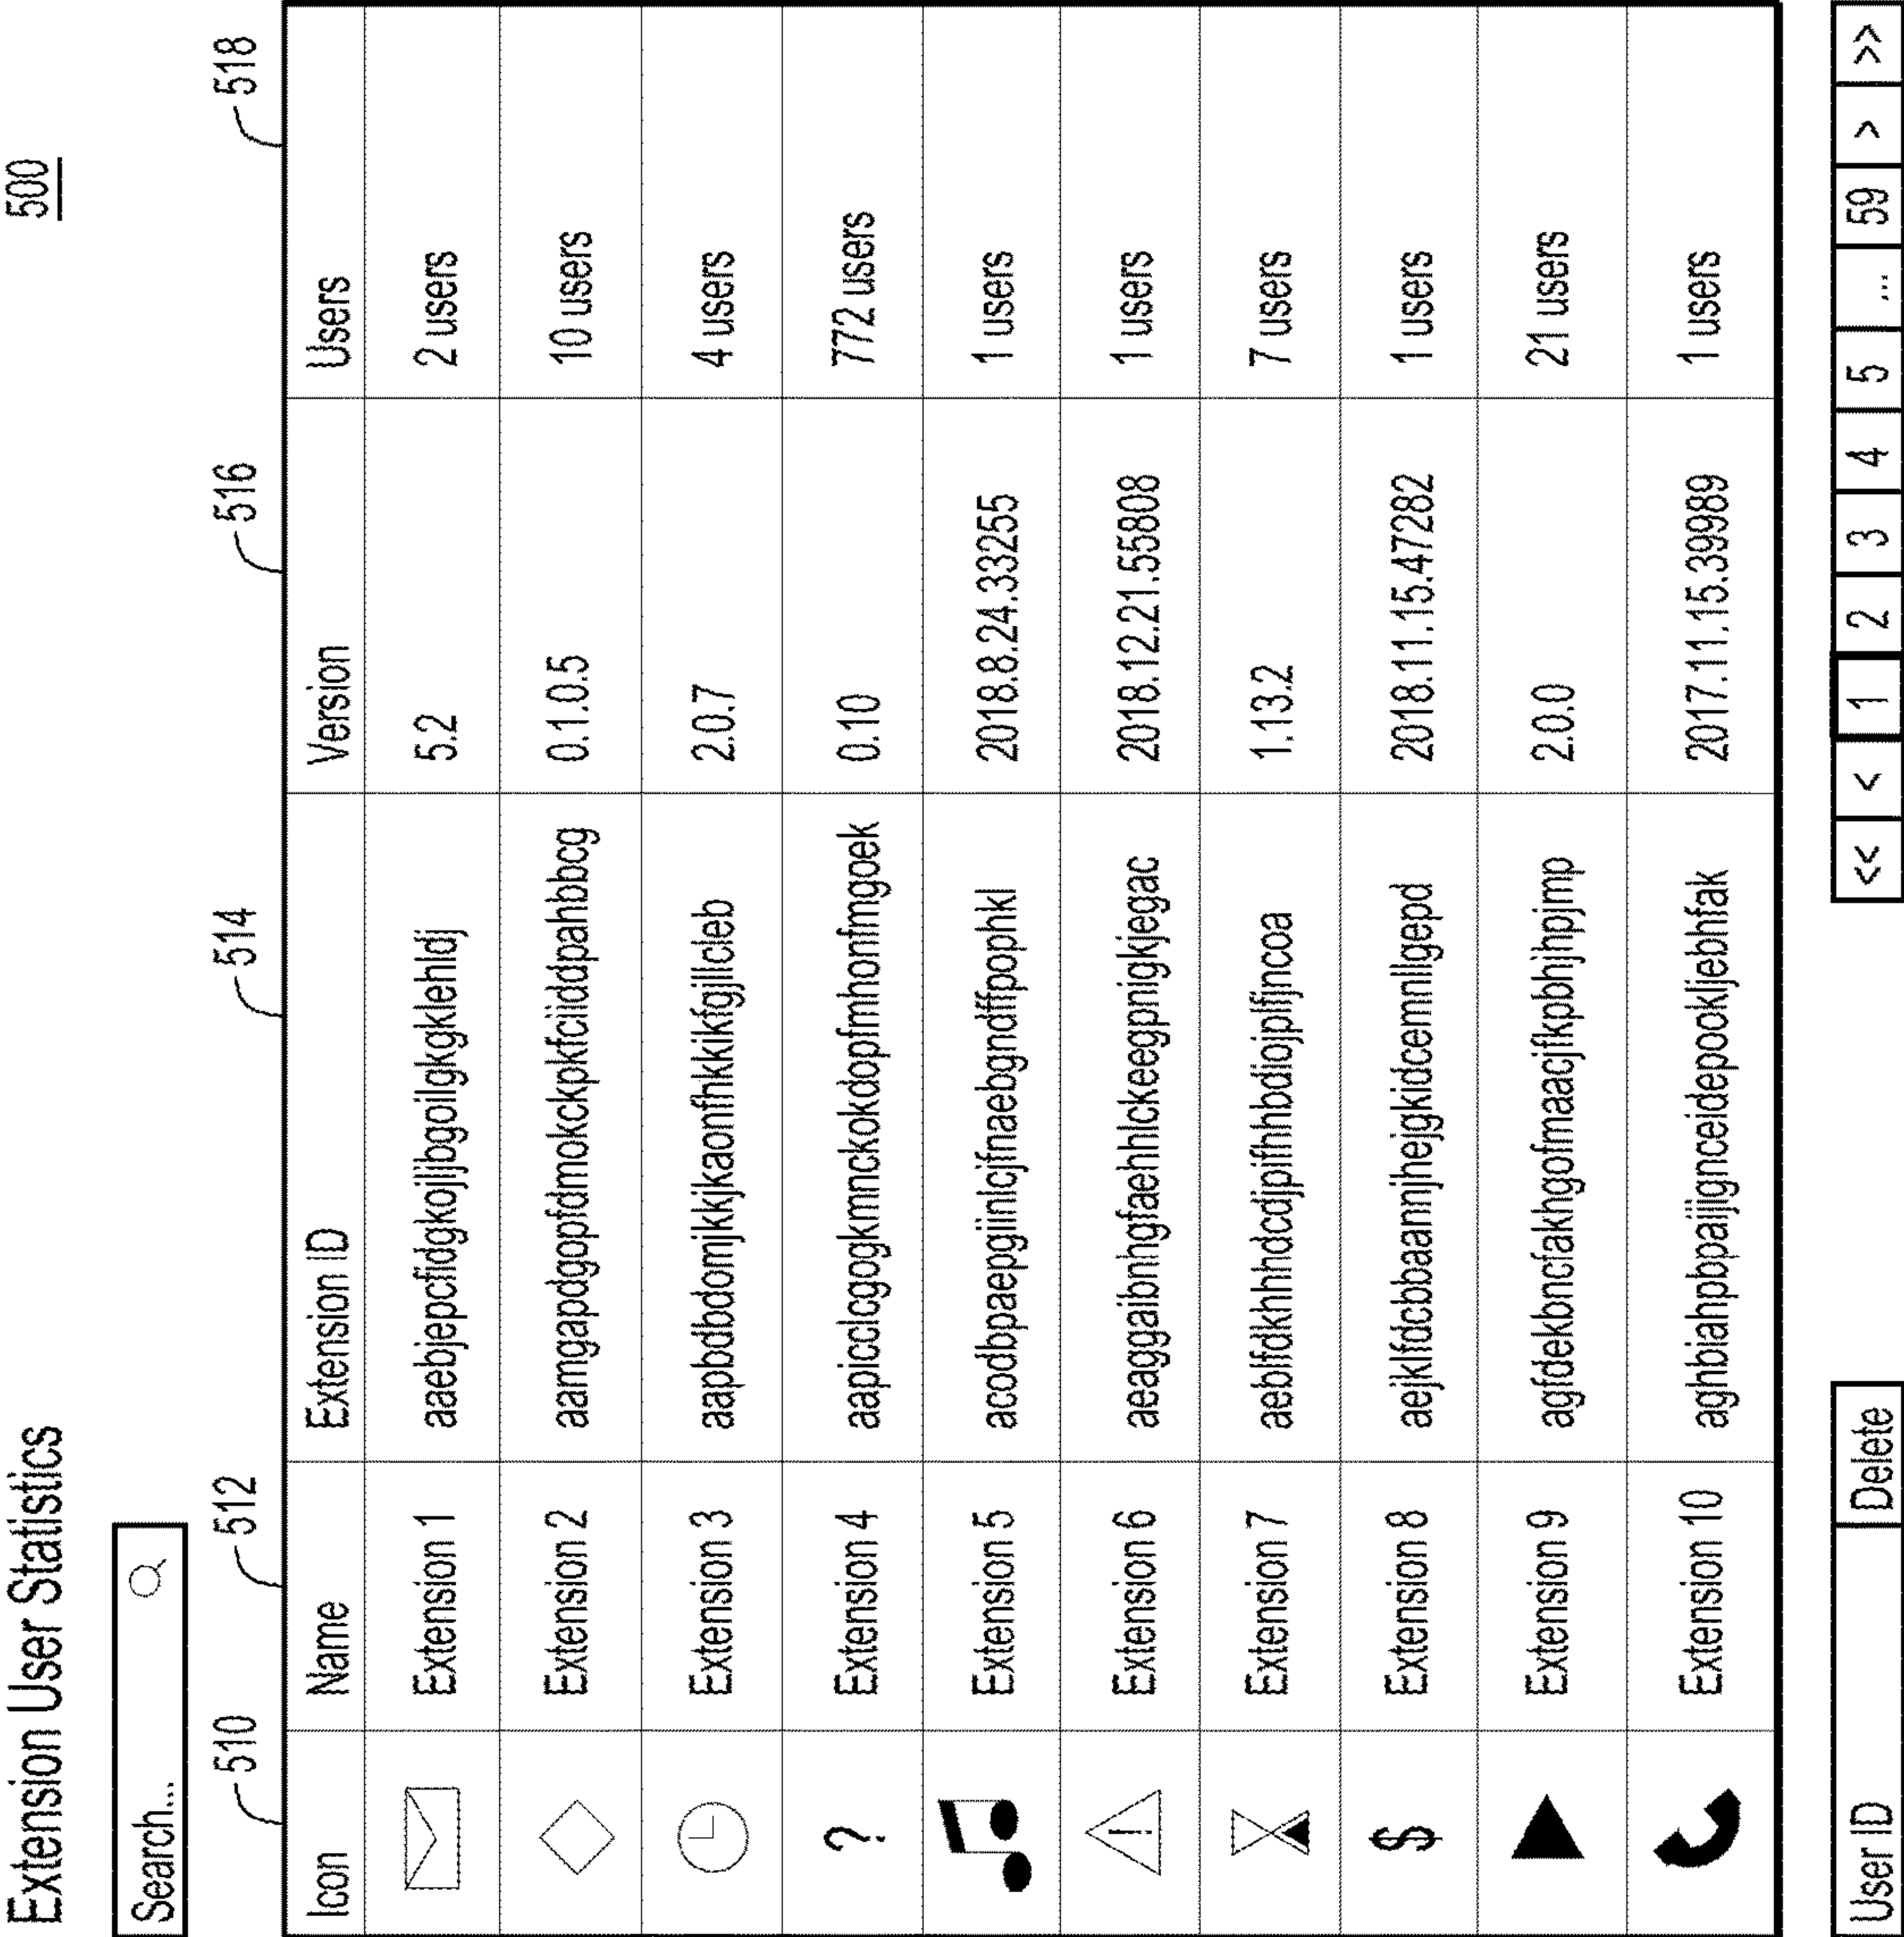 Extension User Statistics 500
Search...
510 512 514 516 518
Icon Name Extension ID Version Users
Extension 1 aaebjepcfidgkojljbgoilgkgklehldj 5.2 2 users
Extension 2 aamgapdgopfdmokckpkfciddpahbbcg 0.1.0.5 10 users
Extension 3 aapbdbdomjkkjkaonfhkkikfgjllcleb 2.0.7 4 users
? Extension 4 aapiclcgogkmnckokdopfmhonfmgoek 0.10 772 users
Extension 5 acodbpaepgiinlcjfnaebgndffpophkl 2018.8.24.33255 1 users
! Extension 6 aeaggaibnhgfaehhlckeegpnigkjegac 2018.12.21.55808 1 users
Extension 7 aeblfdkhhhdcdjpifhhbdiojplfjncoa 1.13.2 7 users
$ Extension 8 aejklfdcbbaannjhejgkidcemnllgepd 2018.11.15.47282 1 users
Extension 9 agfdekbncfakhgofmaacjfkpbhjhpjmp 2.0.0 21 users
Extension 10 aghbiahpbpaijignceidepookljebhfak 2017.11.15.39989 1 users
User ID Delete << < 1 2 3 4 5 ... 59 > >>